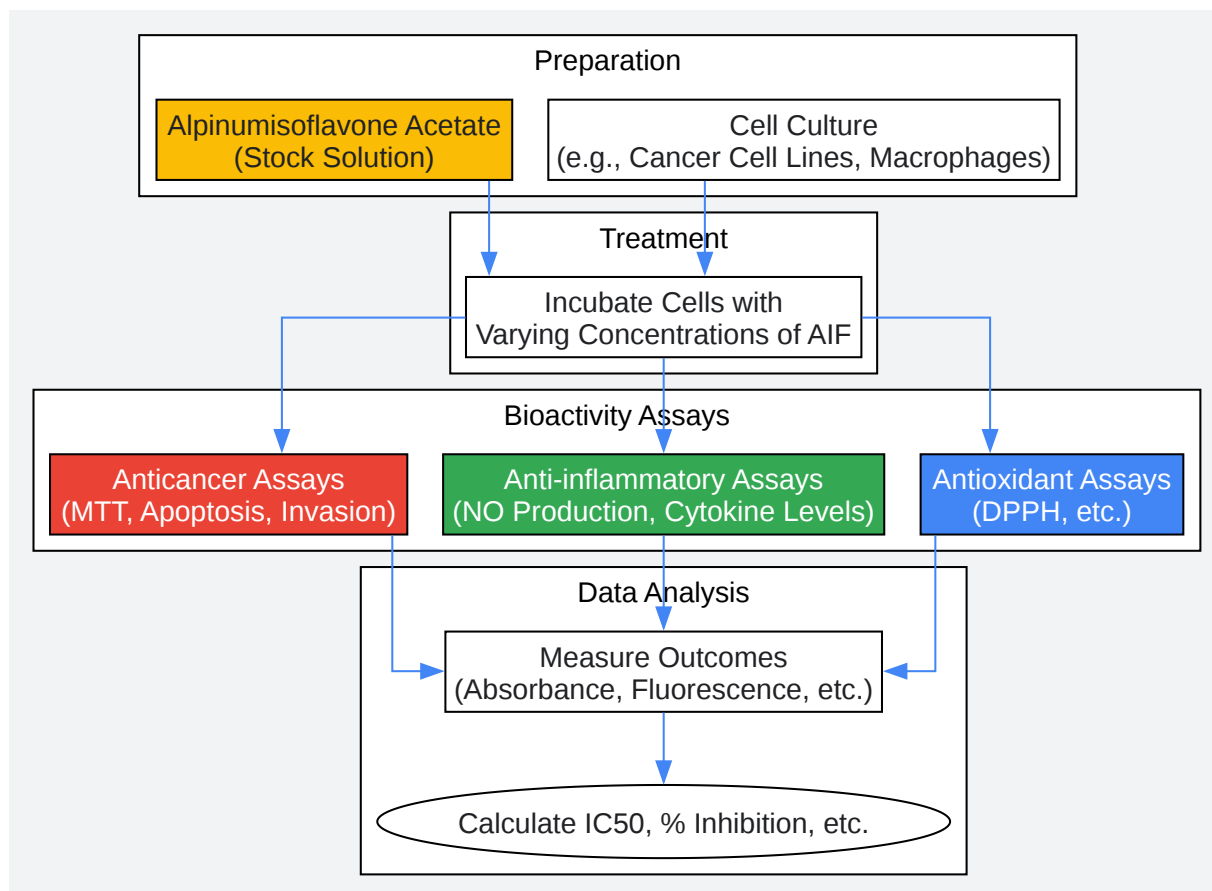 Preparation
Alpinumisoflavone Acetate
(Stock Solution)
Cell Culture
(e.g., Cancer Cell Lines, Macrophages)
Treatment
Incubate Cells with
Varying Concentrations of AIF
Bioactivity Assays
Anticancer Assays
(MTT, Apoptosis, Invasion)
Anti-inflammatory Assays
(NO Production, Cytokine Levels)
Antioxidant Assays
(DPPH, etc.)
Data Analysis
Measure Outcomes
(Absorbance, Fluorescence, etc.)
Calculate IC50, % Inhibition, etc.